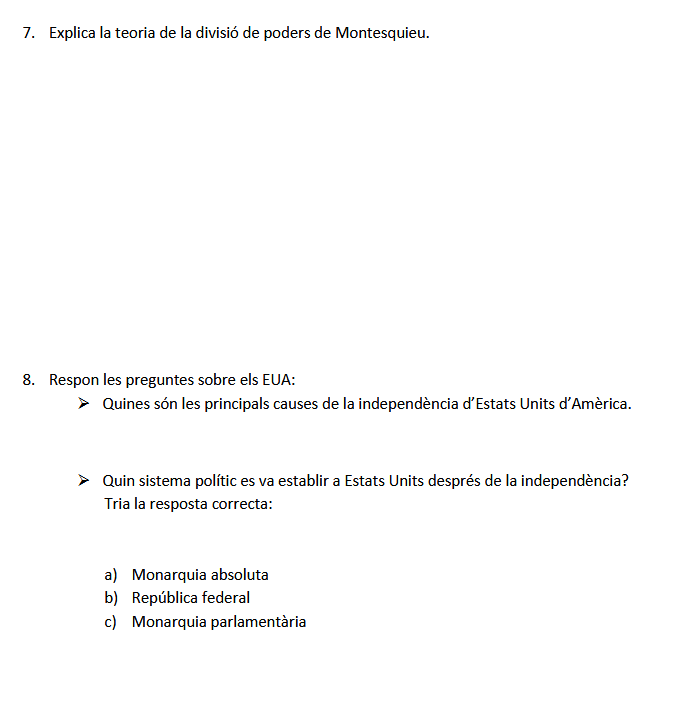 7. Explica la teoria de la divisió de poders de Montesquieu.
8. Respon les preguntes sobre els EUA:
➢ Quines són les principals causes de la independència d’Estats Units d’Amèrica.
➢ Quin sistema polític es va establir a Estats Units després de la independència?
Tria la resposta correcta:
a) Monarquia absoluta
b) República federal
c) Monarquia parlamentària